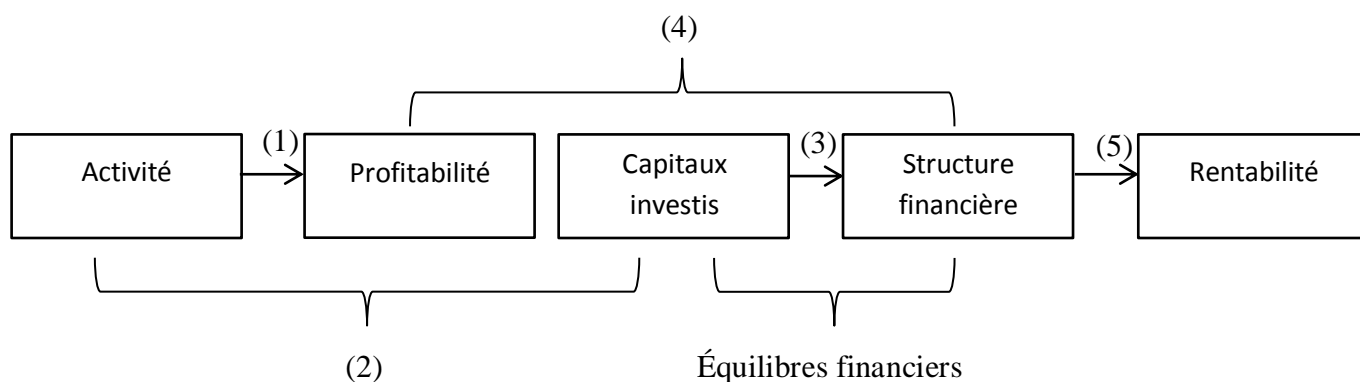 (4)
Activité
(1)
Profitabilité
Capitaux
investis
(3)
Structure
financière
(5)
Rentabilité
(2)
Équilibres financiers